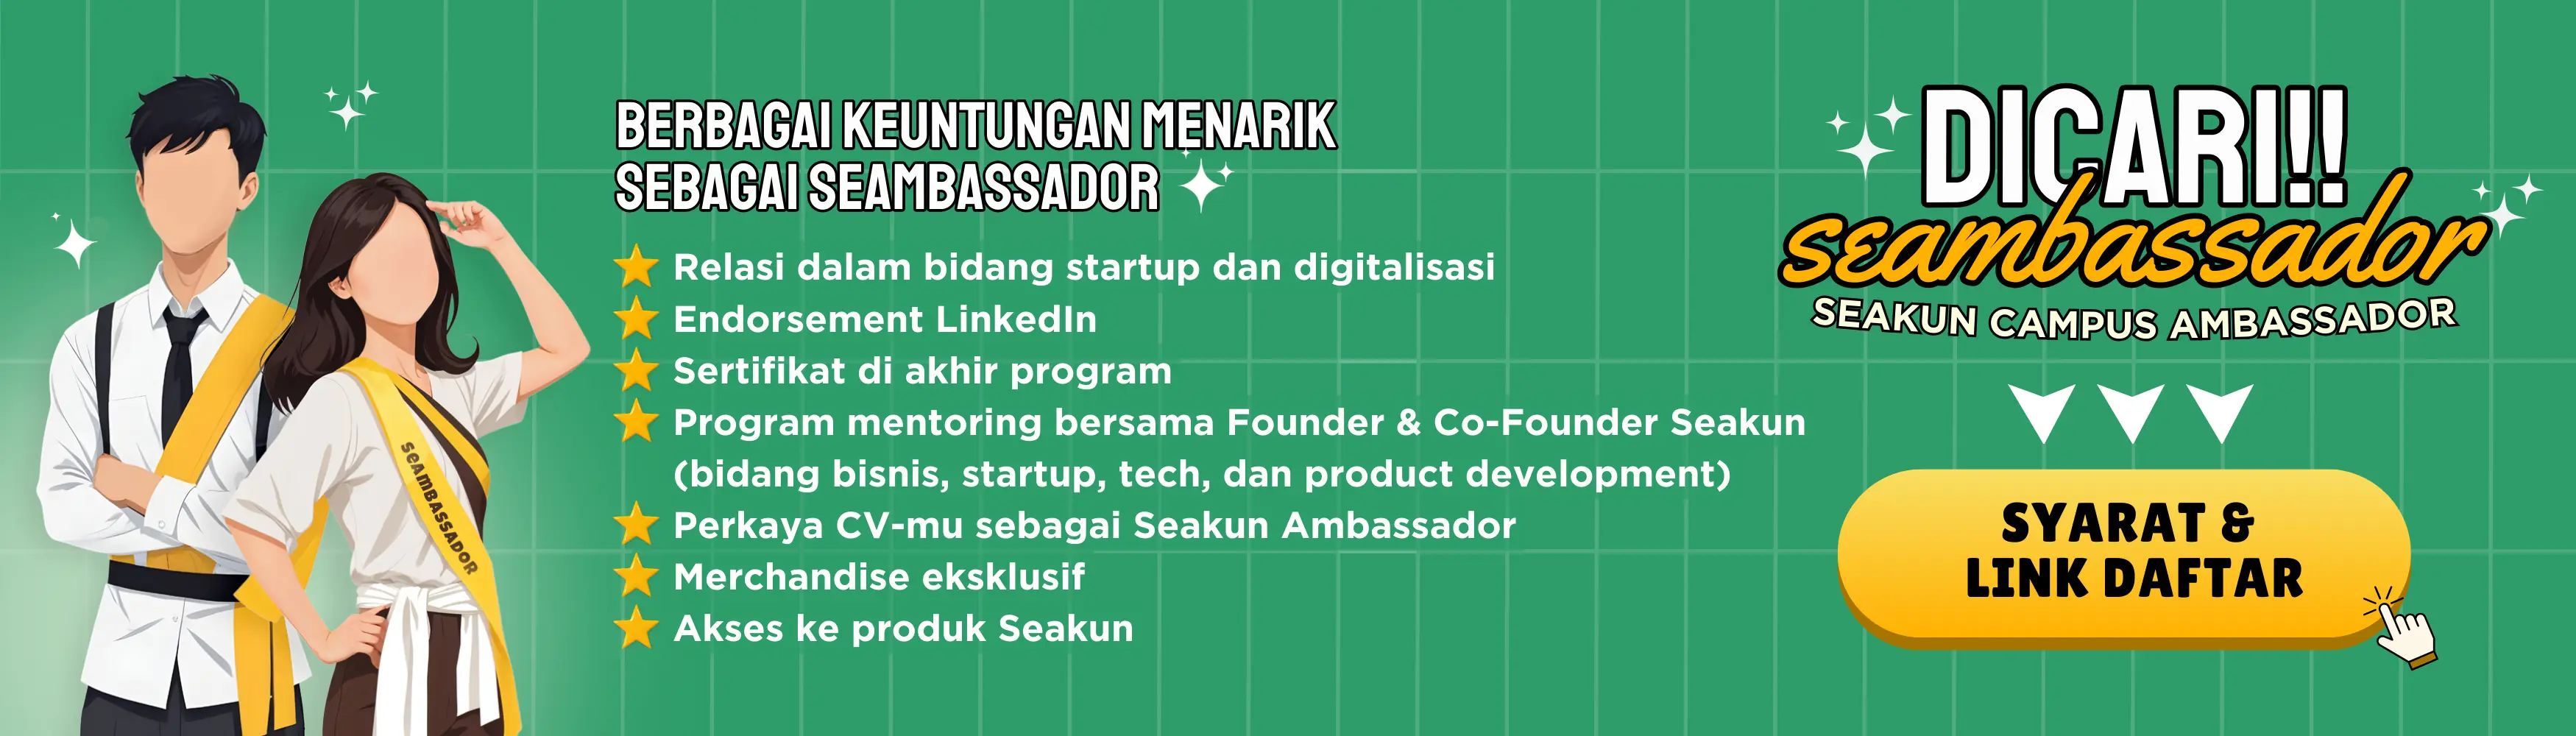 BERBAGAI KEUNTUNGAN MENARIK
SEBAGAI SEAMBASSADOR
Relasi dalam bidang startup dan digitalisasi
Endorsement LinkedIn
Sertifikat di akhir program
Program mentoring bersama Founder & Co-Founder Seakun
(bidang bisnis, startup, tech, dan product development)
Perkaya CV-mu sebagai Seakun Ambassador
Merchandise eksklusif
Akses ke produk Seakun
SEAMBASSADOR
DICARI!!
seambassador
SEAKUN CAMPUS AMBASSADOR
SYARAT &
LINK DAFTAR